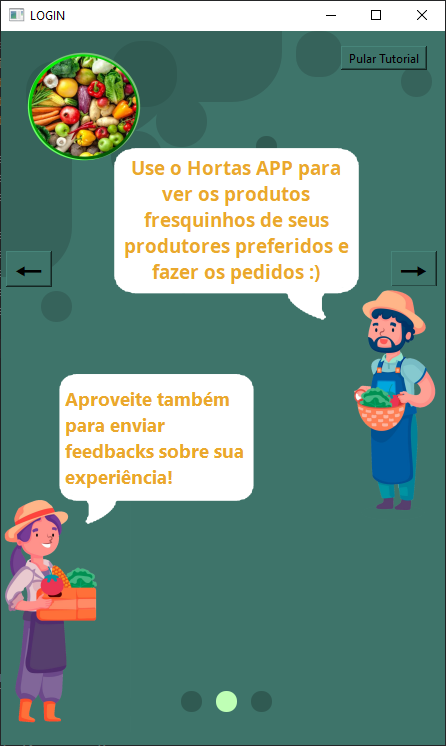 LOGIN
Pular Tutorial
Use o Hortas APP para
ver os produtos
fresquinhos de seus
produtores preferidos e
fazer os pedidos :)
Aproveite também
para enviar
feedbacks sobre sua
experiência!